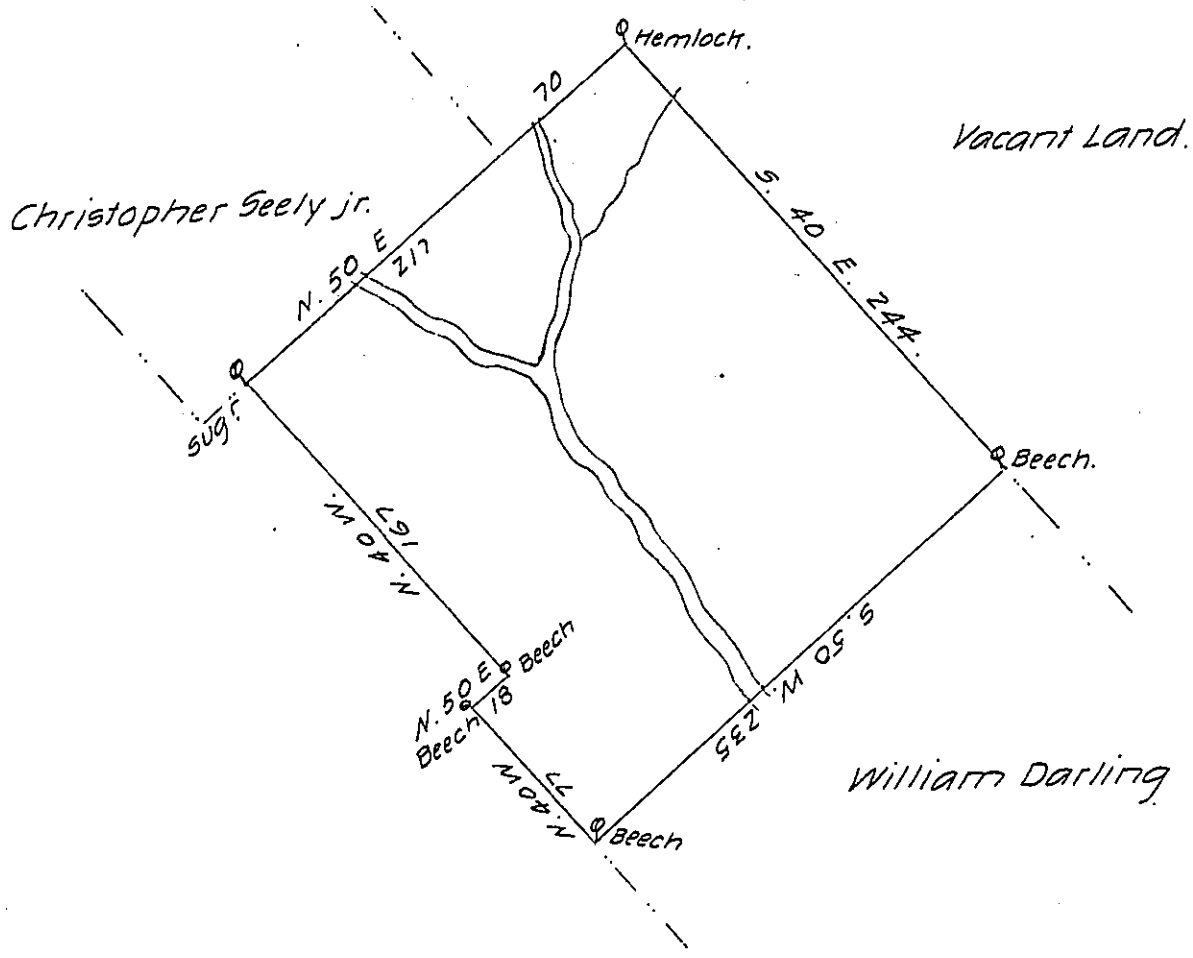 Hemlock.
70
Vacant Land.
Christopher Seely jr.
N. 50 E
217
S. 40 E. 244.
Sugr.
Beech.
N. 40 W.
167
S. 50 W.
235
N. 50 E
18
Beech
Beech
N. 40 W
77
Beech
William Darling